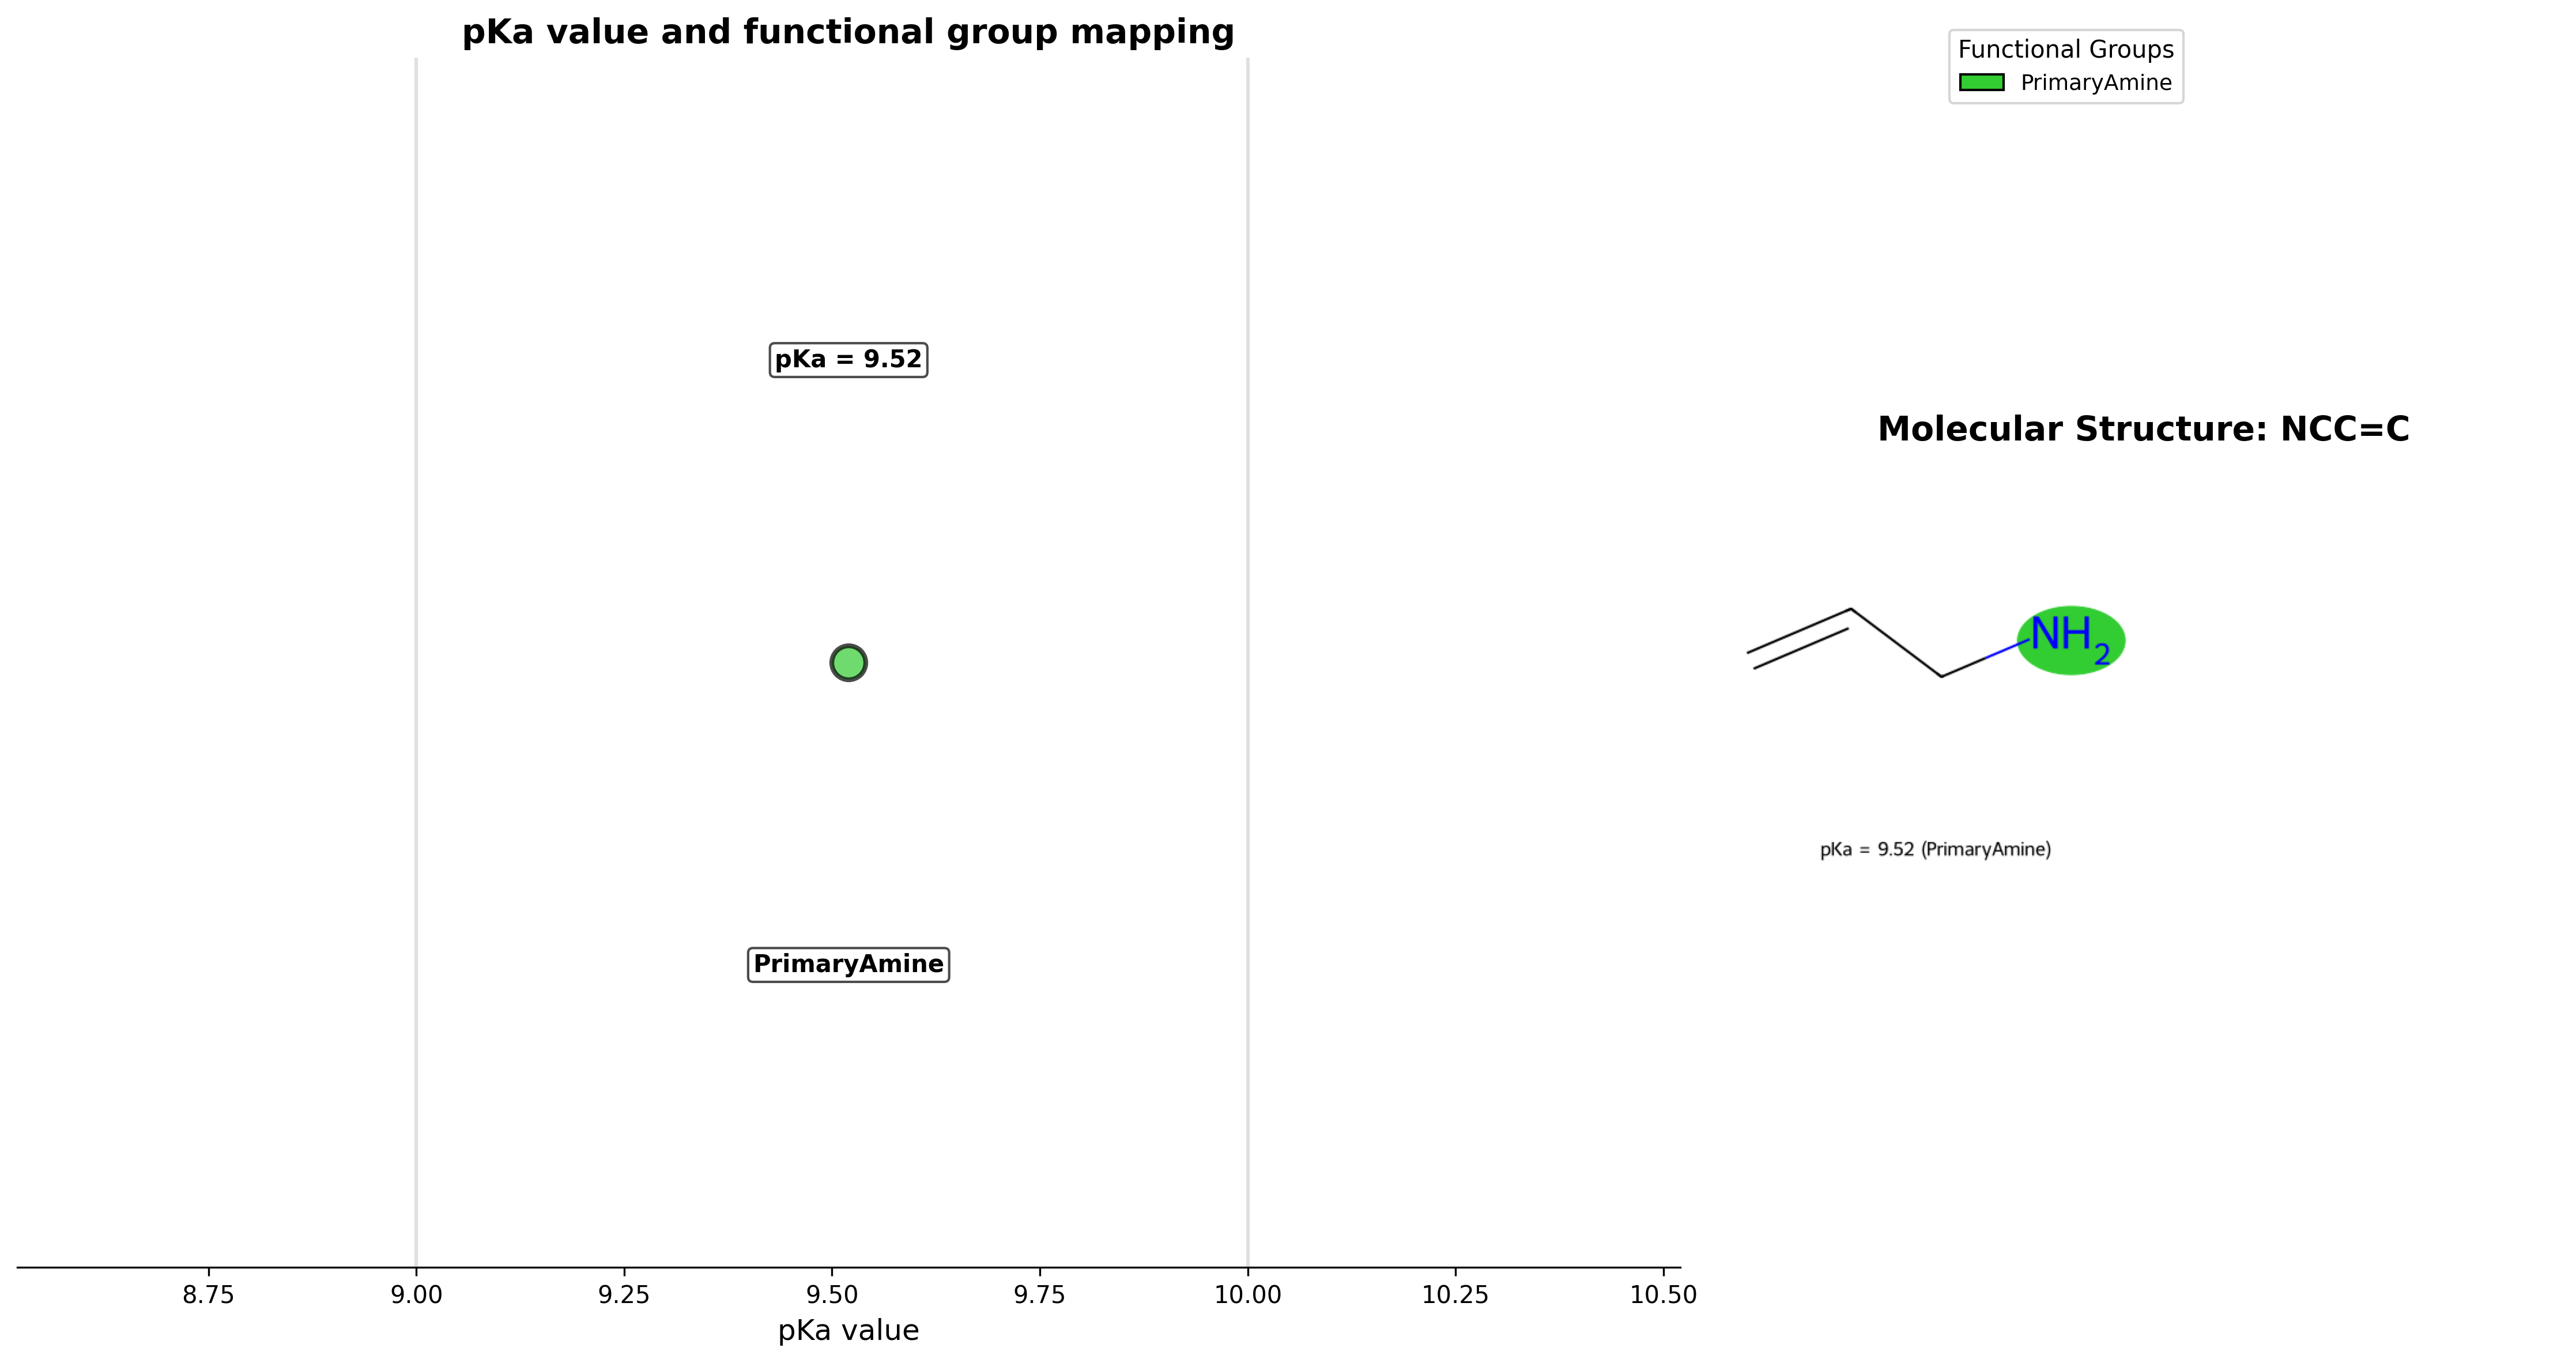 pKa value and functional group mapping
pKa = 9.52
PrimaryAmine
8.75 9.00 9.25 9.50 9.75 10.00 10.25 10.50
pKa value
Functional Groups
PrimaryAmine
Molecular Structure: NCC=C
NH2
pKa = 9.52 (PrimaryAmine)